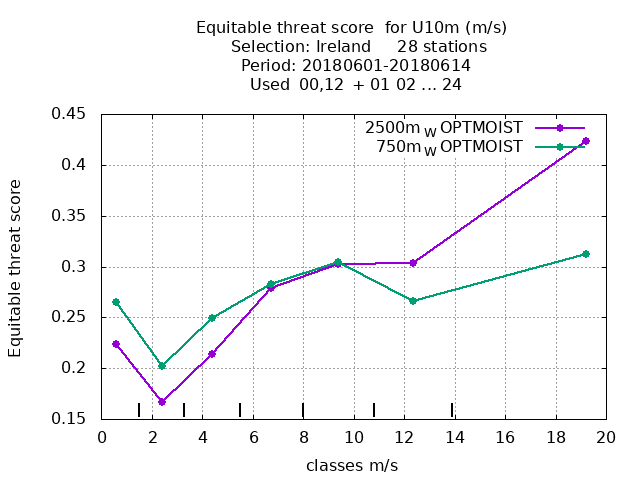 Equitable threat score  for U10m (m/s)
Selection: Ireland     28 stations
Period: 20180601-20180614
Used  00,12  + 01 02 ... 24
2500m_W OPTMOIST
750m_W OPTMOIST
Equitable threat score
0.45
0.4
0.35
0.3
0.25
0.2
0.15
0 2 4 6 8 10 12 14 16 18 20
classes m/s